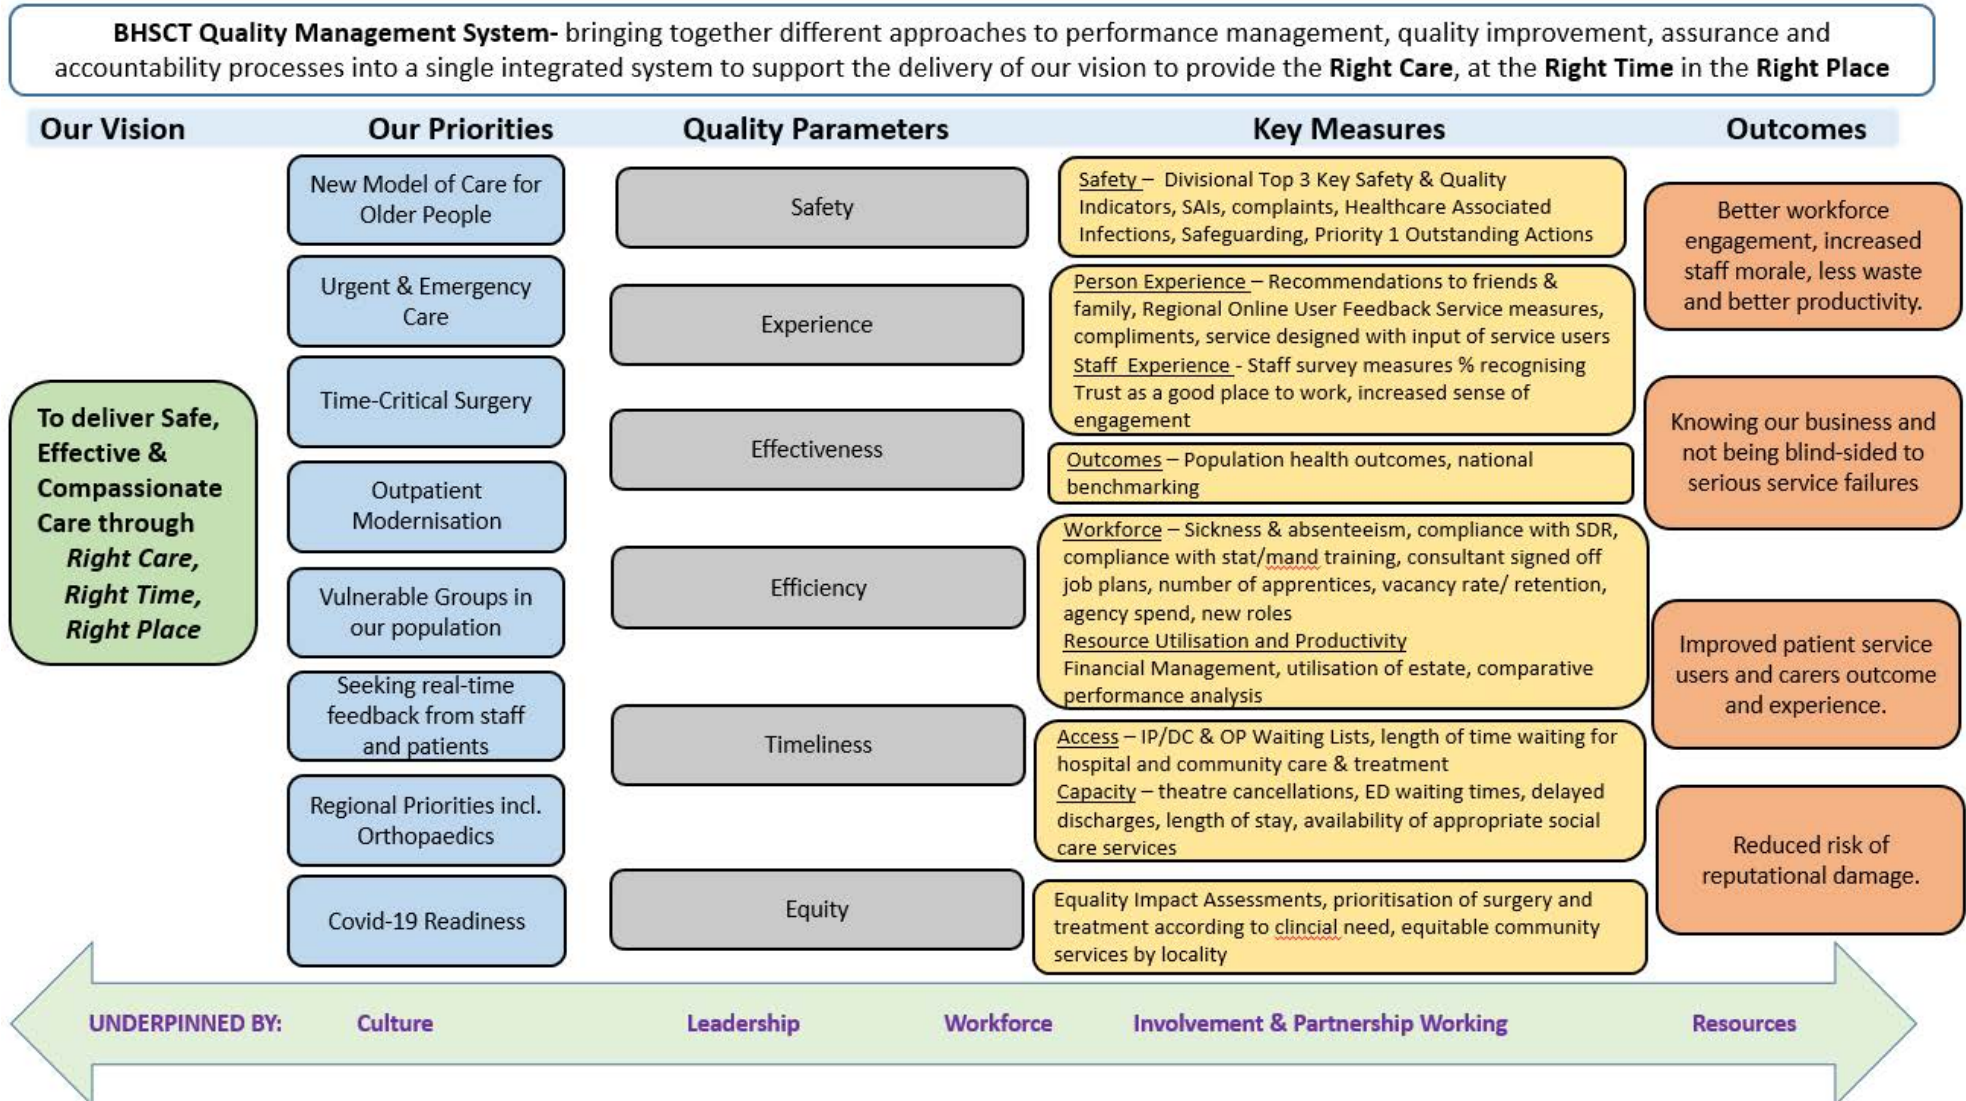 BHSCT Quality Management System- bringing together different approaches to performance management, quality improvement, assurance and
accountability processes into a single integrated system to support the delivery of our vision to provide the Right Care, at the Right Time in the Right Place
Our Vision
Our Priorities
Quality Parameters
Key Measures
Outcomes
To deliver Safe,
Effective &
Compassionate
Care through
Right Care,
Right Time,
Right Place
New Model of Care for
Older People
Urgent & Emergency
Care
Time-Critical Surgery
Outpatient
Modernisation
Vulnerable Groups in
our population
Seeking real-time
feedback from staff
and patients
Regional Priorities incl.
Orthopaedics
Covid-19 Readiness
Safety
Experience
Effectiveness
Efficiency
Timeliness
Equity
Safety – Divisional Top 3 Key Safety & Quality
Indicators, SAIs, complaints, Healthcare Associated
Infections, Safeguarding, Priority 1 Outstanding Actions
Person Experience – Recommendations to friends &
family, Regional Online User Feedback Service measures,
compliments, service designed with input of service users
Staff Experience - Staff survey measures % recognising
Trust as a good place to work, increased sense of
engagement
Outcomes – Population health outcomes, national
benchmarking
Workforce – Sickness & absenteeism, compliance with SDR,
compliance with stat/mand training, consultant signed off
job plans, number of apprentices, vacancy rate/ retention,
agency spend, new roles
Resource Utilisation and Productivity
Financial Management, utilisation of estate, comparative
performance analysis
Access – IP/DC & OP Waiting Lists, length of time waiting for
hospital and community care & treatment
Capacity – theatre cancellations, ED waiting times, delayed
discharges, length of stay, availability of appropriate social
care services
Equality Impact Assessments, prioritisation of surgery and
treatment according to clincial need, equitable community
services by locality
Better workforce
engagement, increased
staff morale, less waste
and better productivity.
Knowing our business and
not being blind-sided to
serious service failures
Improved patient service
users and carers outcome
and experience.
Reduced risk of
reputational damage.
UNDERPINNED BY:
Culture
Leadership
Workforce
Involvement & Partnership Working
Resources